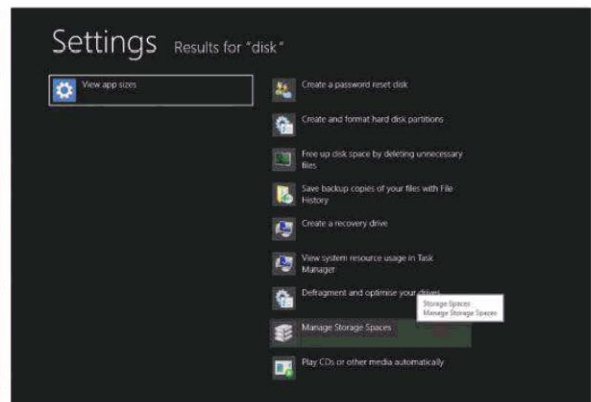 Settings Results for "disk"
View app sizes
Create a password reset disk
Create and format hard disk partitions
Free up disk space by deleting unnecessary
files
Save backup copies of your files with File
History
Create a recovery drive
View system resource usage in Task
Manager
Defragment and optimise your drives
Storage Spaces
Manage Storage Spaces
Manage Storage Spaces
Play CDs or other media automatically